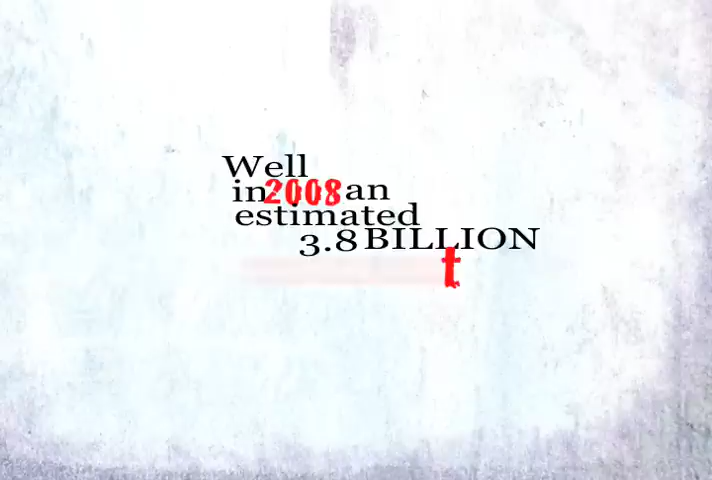 Well
in 2008 an
estimated
3.8 BILLION
t